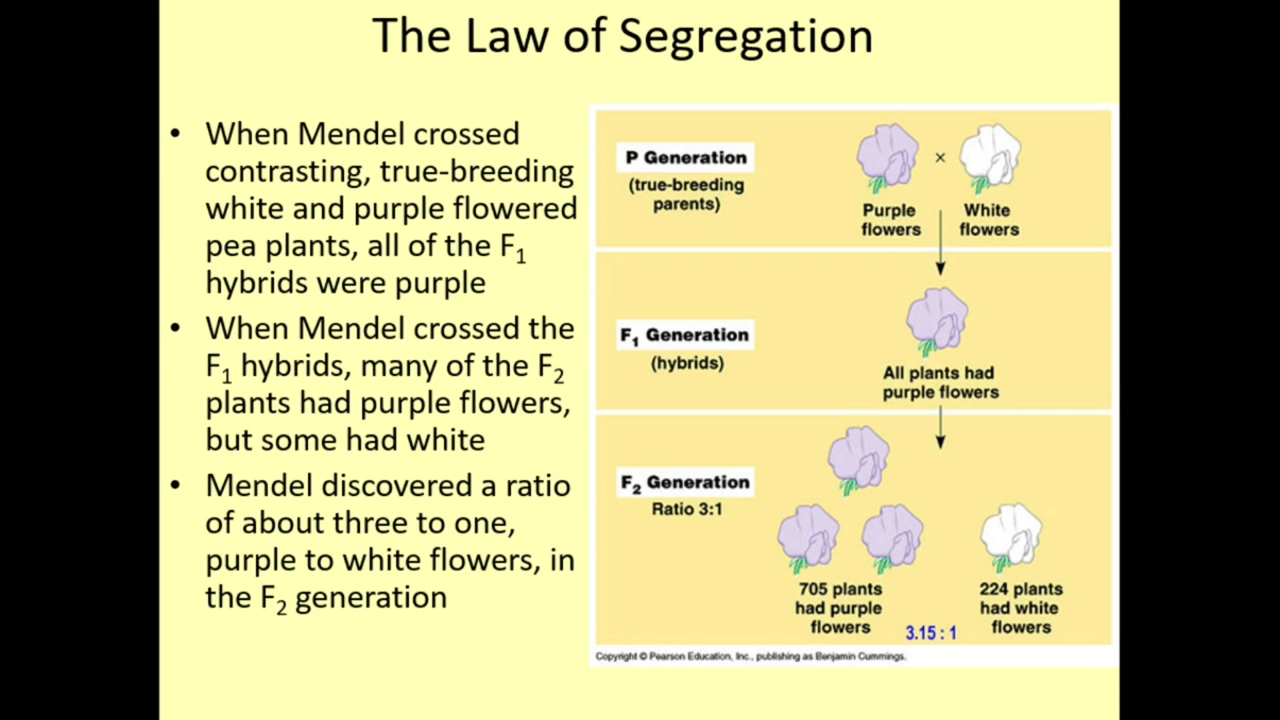 The Law of Segregation
• When Mendel crossed
contrasting, true-breeding
white and purple flowered
pea plants, all of the F₁
hybrids were purple
• When Mendel crossed the
F₁ hybrids, many of the F₂
plants had purple flowers,
but some had white
• Mendel discovered a ratio
of about three to one,
purple to white flowers, in
the F₂ generation
P Generation
(true-breeding
parents)
×
Purple
flowers
White
flowers
F₁ Generation
(hybrids)
All plants had
purple flowers
F₂ Generation
Ratio 3:1
705 plants
had purple
flowers
3.15 : 1
224 plants
had white
flowers
Copyright © Pearson Education, Inc., publishing as Benjamin Cummings.